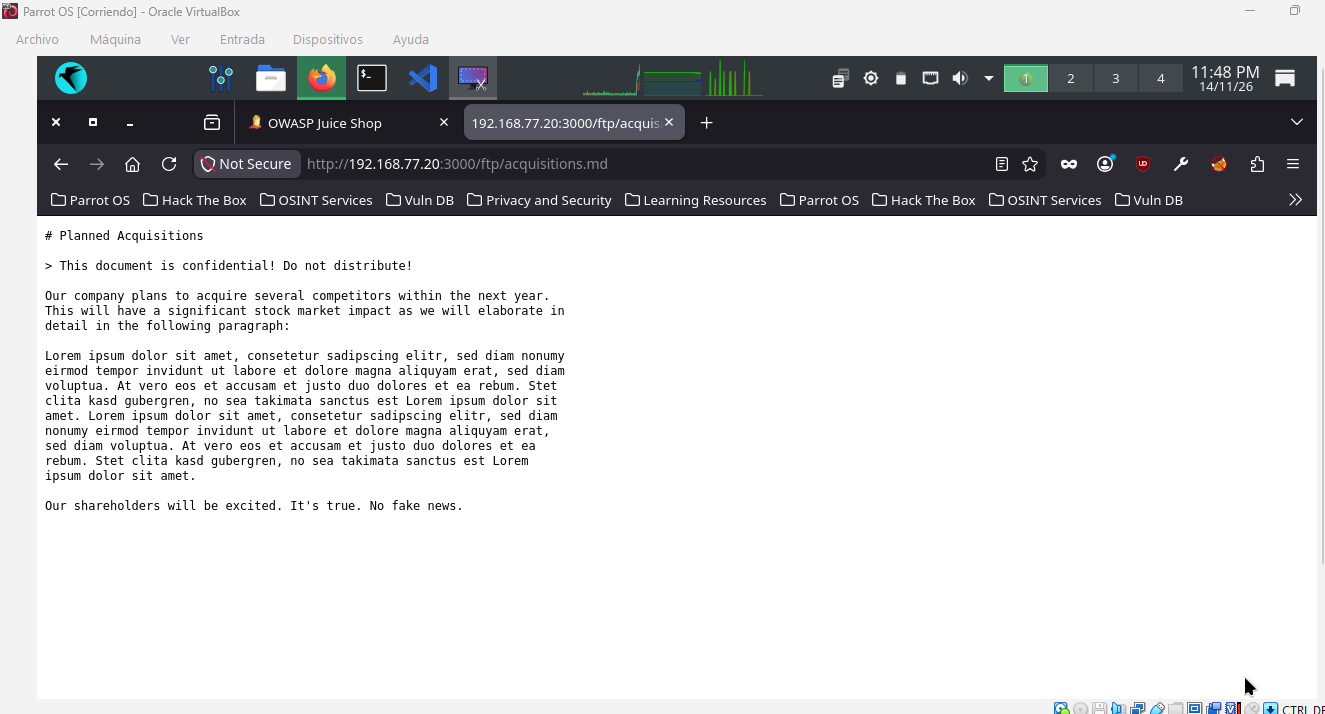 Parrot OS [Corriendo] - Oracle VirtualBox
Archivo Máquina Ver Entrada Dispositivos Ayuda
1 2 3 4 11:48 PM
14/11/26
OWASP Juice Shop 192.168.77.20:3000/ftp/acquis
Not Secure http://192.168.77.20:3000/ftp/acquisitions.md
Parrot OS Hack The Box OSINT Services Vuln DB Privacy and Security Learning Resources Parrot OS Hack The Box OSINT Services Vuln DB
# Planned Acquisitions
> This document is confidential! Do not distribute!
Our company plans to acquire several competitors within the next year.
This will have a significant stock market impact as we will elaborate in
detail in the following paragraph:
Lorem ipsum dolor sit amet, consetetur sadipscing elitr, sed diam nonumy
eirmod tempor invidunt ut labore et dolore magna aliquyam erat, sed diam
voluptua. At vero eos et accusam et justo duo dolores et ea rebum. Stet
clita kasd gubergren, no sea takimata sanctus est Lorem ipsum dolor sit
amet. Lorem ipsum dolor sit amet, consetetur sadipscing elitr, sed diam
nonumy eirmod tempor invidunt ut labore et dolore magna aliquyam erat,
sed diam voluptua. At vero eos et accusam et justo duo dolores et ea
rebum. Stet clita kasd gubergren, no sea takimata sanctus est Lorem
ipsum dolor sit amet.
Our shareholders will be excited. It's true. No fake news.
CTRL DE